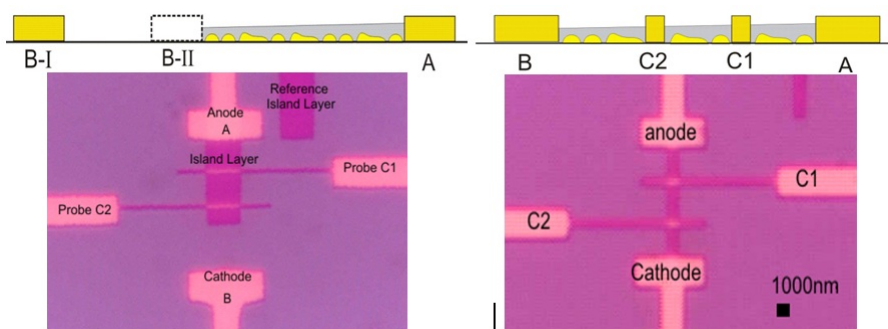 B-I
B-II
A
B
C2
C1
A
Reference
Island Layer
Anode
A
Island Layer
Probe C1
Probe C2
Cathode
B
anode
C1
C2
Cathode
1000nm